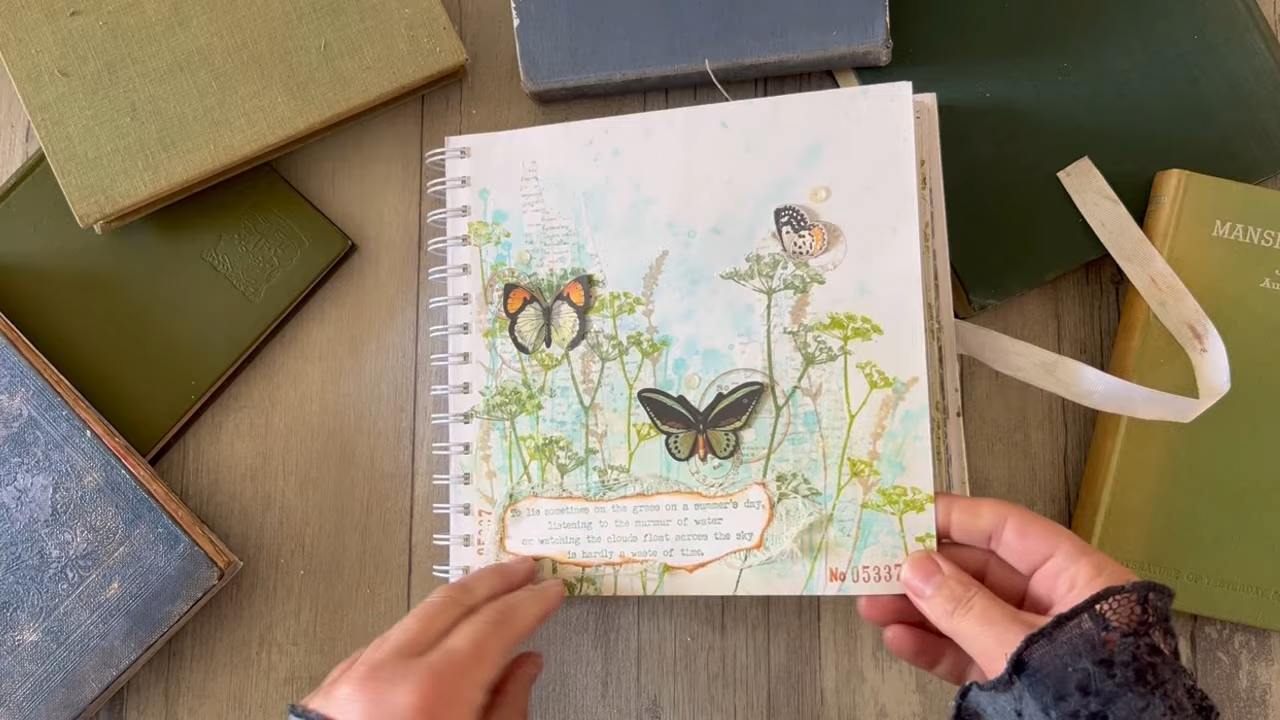 MANS
To lie sometimes on the grass on a summer's day,
listening to the murmur of water
or watching the clouds float across the sky
is hardly a waste of time.
No 05337